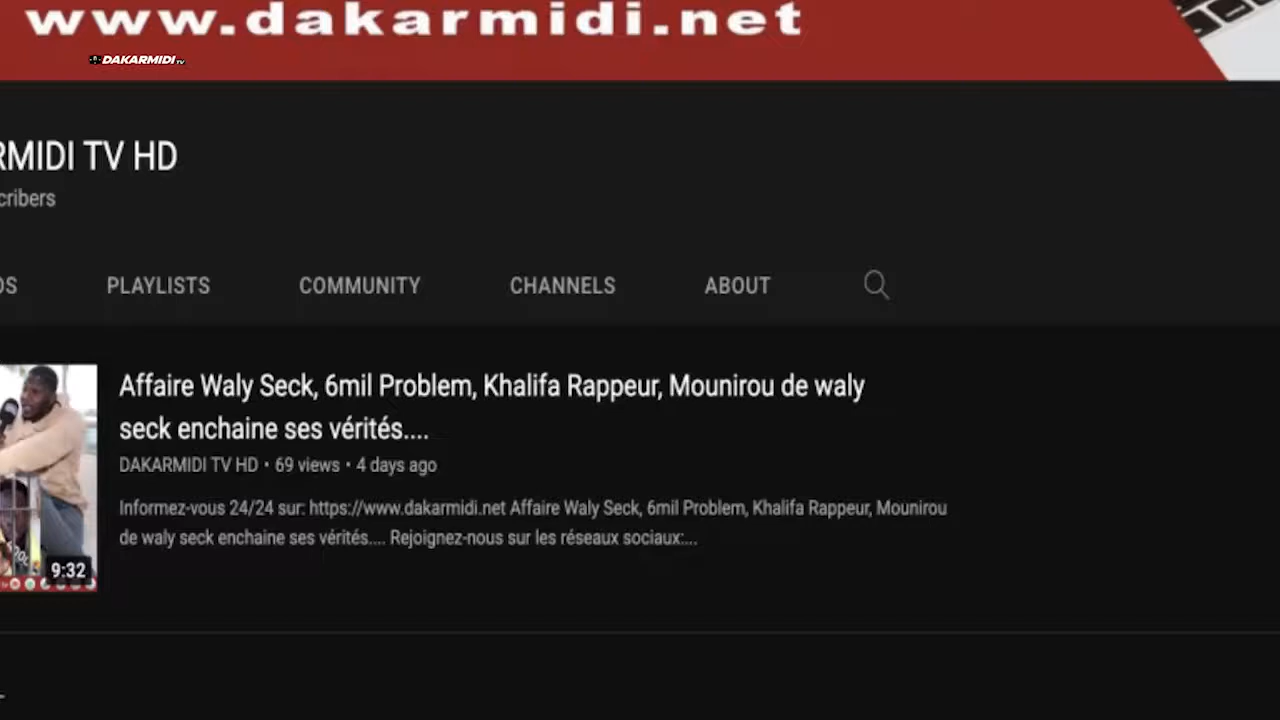 www.dakarmidi.net
DAKARMIDI TV
RMIDI TV HD
cribers
OS PLAYLISTS COMMUNITY CHANNELS ABOUT
Affaire Waly Seck, 6mil Problem, Khalifa Rappeur, Mounirou de waly
seck enchaine ses vérités....
DAKARMIDI TV HD • 69 views • 4 days ago
Informez-vous 24/24 sur: https://www.dakarmidi.net Affaire Waly Seck, 6mil Problem, Khalifa Rappeur, Mounirou
de waly seck enchaine ses vérités.... Rejoignez-nous sur les réseaux sociaux:...
9:32